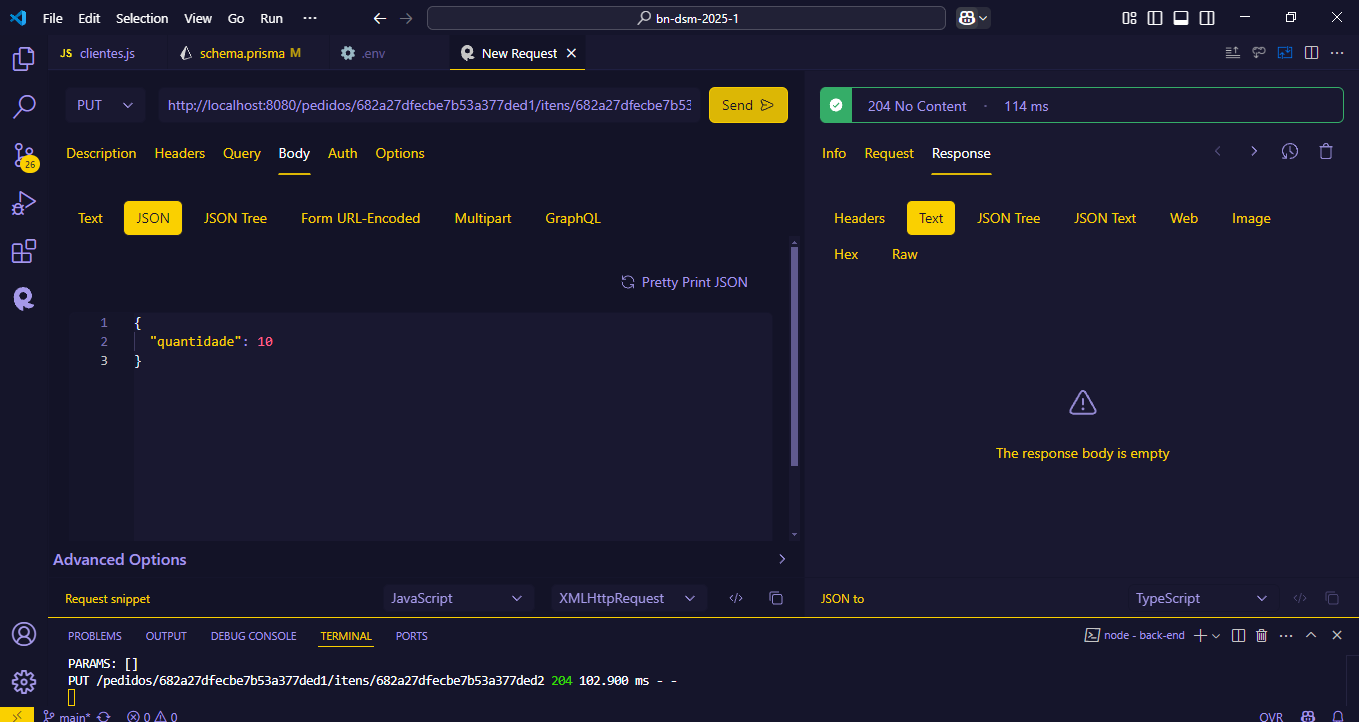 File Edit Selection View Go Run ··· bn-dsm-2025-1
JS clientes.js schema.prisma M .env New Request
PUT http://localhost:8080/pedidos/682a27dfecbe7b53a377ded1/itens/682a27dfecbe7b53 Send
204 No Content · 114 ms
26
Description Headers Query Body Auth Options
Info Request Response
Text JSON JSON Tree Form URL-Encoded Multipart GraphQL
Headers Text JSON Tree JSON Text Web Image
Hex Raw
Pretty Print JSON
1 {
2 "quantidade": 10
3 }
The response body is empty
Advanced Options
Request snippet JavaScript XMLHttpRequest
JSON to TypeScript
PROBLEMS OUTPUT DEBUG CONSOLE TERMINAL PORTS node - back-end
PARAMS: []
PUT /pedidos/682a27dfecbe7b53a377ded1/itens/682a27dfecbe7b53a377ded2 204 102.900 ms - -
main* 0 0 OVR